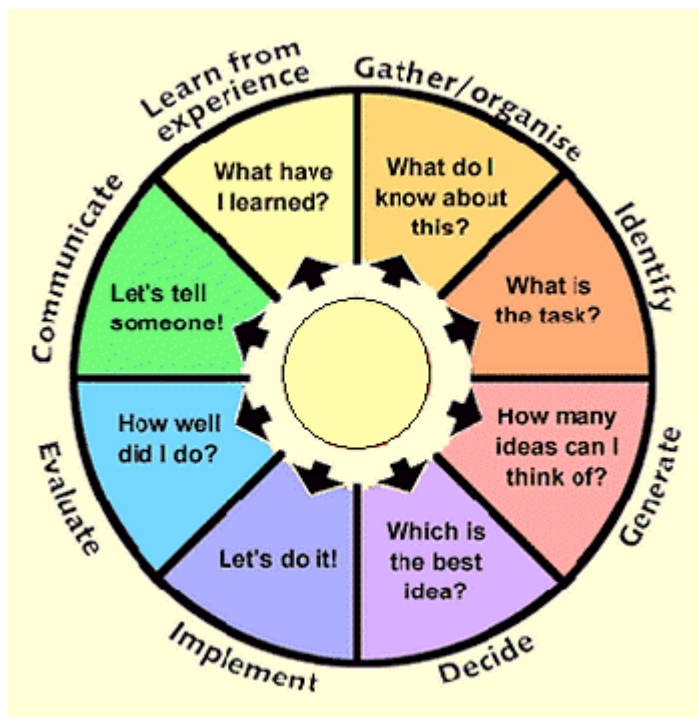 Gather/organise
What do I
know about
this?
Identify
What is
the task?
Generate
How many
ideas can I
think of?
Decide
Which is
the best
idea?
Implement
Let's do it!
Evaluate
How well
did I do?
Communicate
Let's tell
someone!
Learn from
experience
What have
I learned?